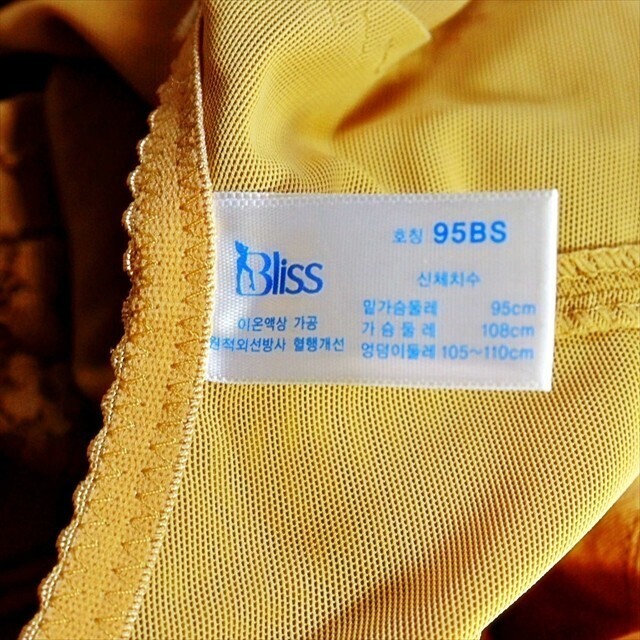 호칭 95BS
Bliss
신체치수
이온액상 가공
원적외선방사 혈행개선
밑가슴둘레 95cm
가슴둘레 108cm
엉덩이둘레 105~110cm